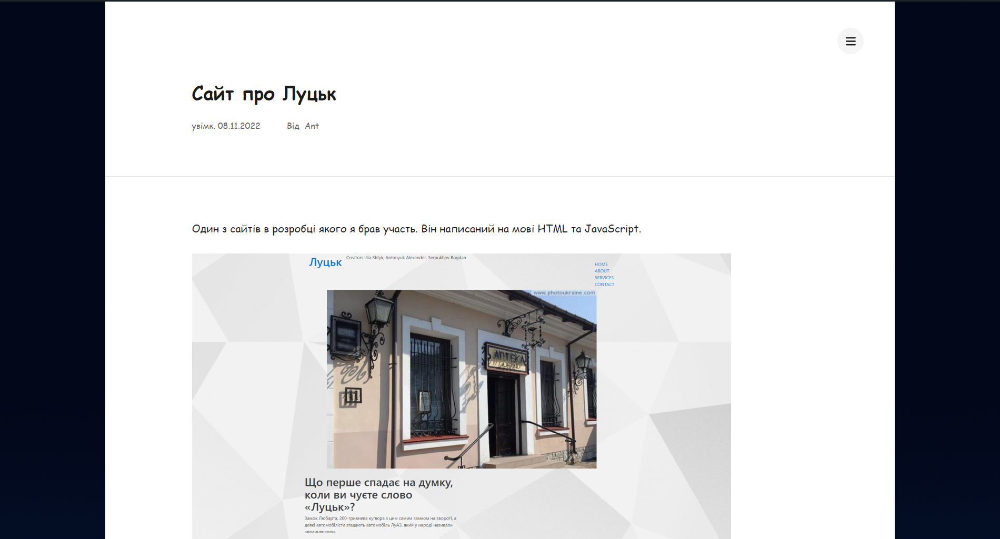 Сайт про Луцьк
увімк. 08.11.2022 Від Ant
Один з сайтів в розробці якого я брав участь. Він написаний на мові HTML та JavaScript.
Луцьк Creators Illia Shtyk, Antonyuk Alexander, Serpukhov Bogdan
HOME
ABOUT
SERVICES
CONTACT
www.photoukraine.com
АПТЕКА
11
Що перше спадає на думку,
коли ви чуєте слово
«Луцьк»?
Замок Любарта, 200-гривнева купюра з цим самим замком на звороті, а
деякі автомобілісти згадають автомобіль ЛуАЗ, який у народі називали
«волинянкою».